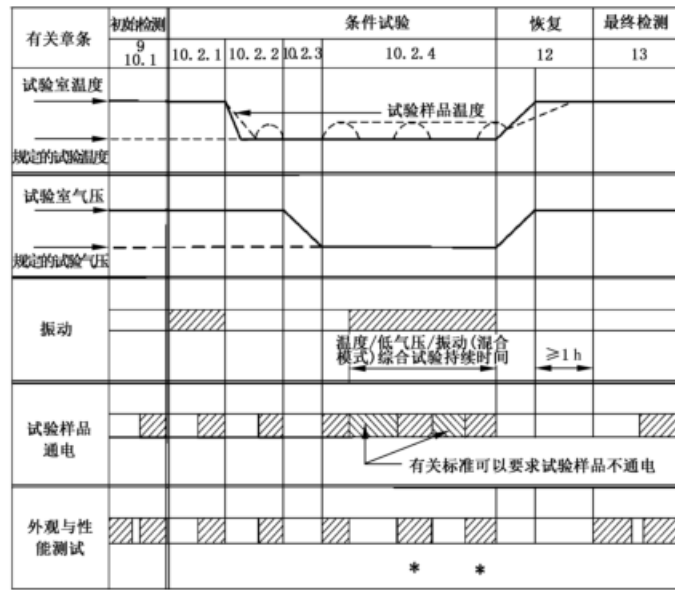 有关章条
初始检测
条件试验
恢复
最终检测
9
10.1
10.2.1
10.2.2
10.2.3
10.2.4
12
13
试验室温度
试验样品温度
规定的试验温度
试验室气压
规定的试验气压
振动
温度/低气压/振动(混合
模式)综合试验持续时间
≥1h
试验样品
通电
有关标准可以要求试验样品不通电
外观与性
能测试
* *